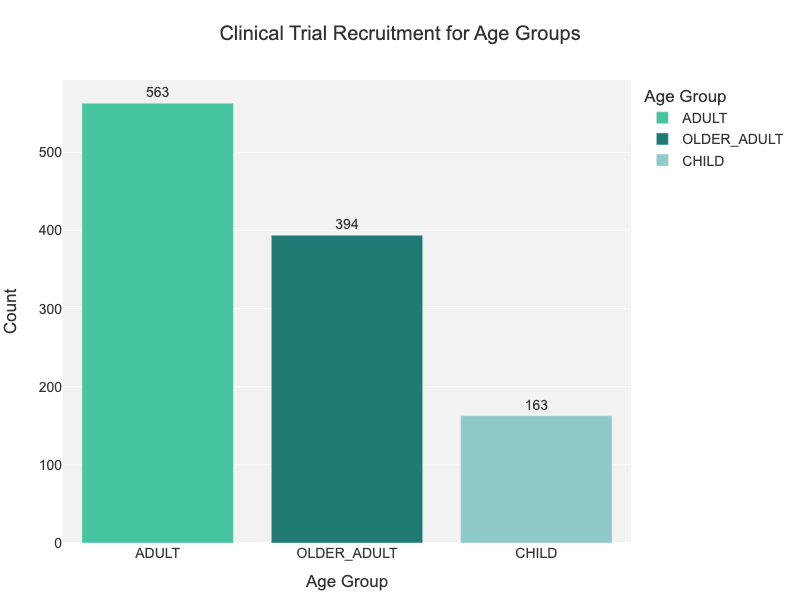 Clinical Trial Recruitment for Age Groups
563
394
163
Count
500
400
300
200
100
0
ADULT
OLDER_ADULT
CHILD
Age Group
Age Group
ADULT
OLDER_ADULT
CHILD